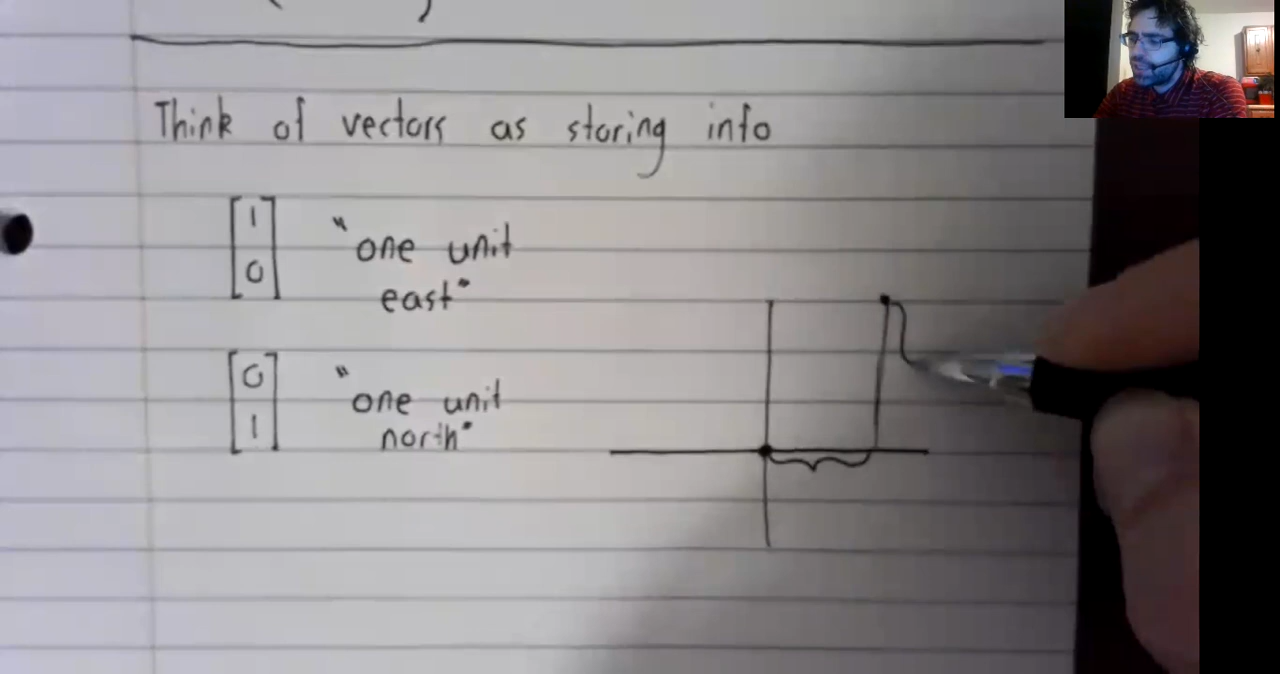 Think of vectors as storing info
[1 0] "one unit
east"
[0 1] "one unit
north"